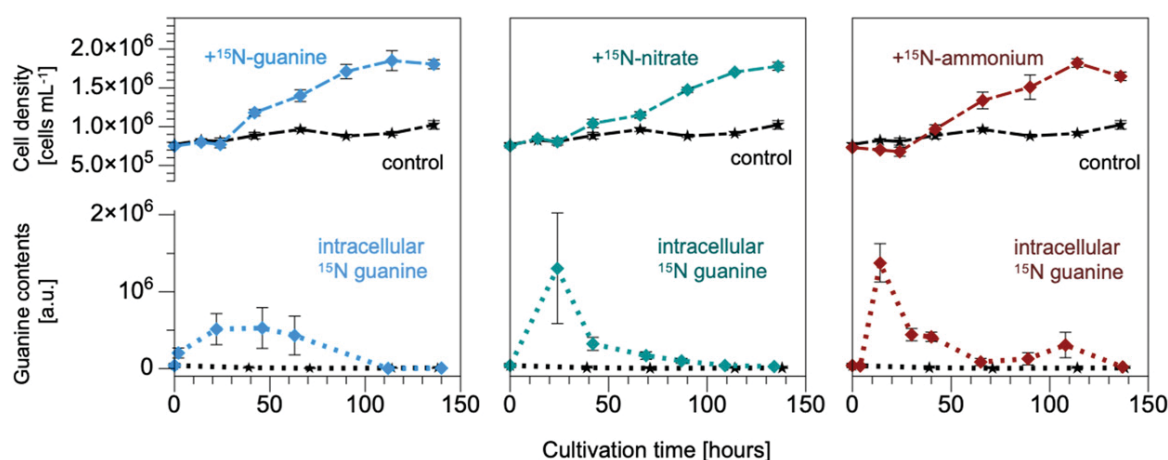 Cell density
[cells mL⁻¹]
2.0×10⁶
1.5×10⁶
1.0×10⁶
5.0×10⁵
+¹⁵N-guanine
control
+¹⁵N-nitrate
control
+¹⁵N-ammonium
control
Guanine contents
[a.u.]
2×10⁶
10⁶
0
intracellular
¹⁵N guanine
intracellular
¹⁵N guanine
intracellular
¹⁵N guanine
0 50 100 150
0 50 100 150
0 50 100 150
Cultivation time [hours]